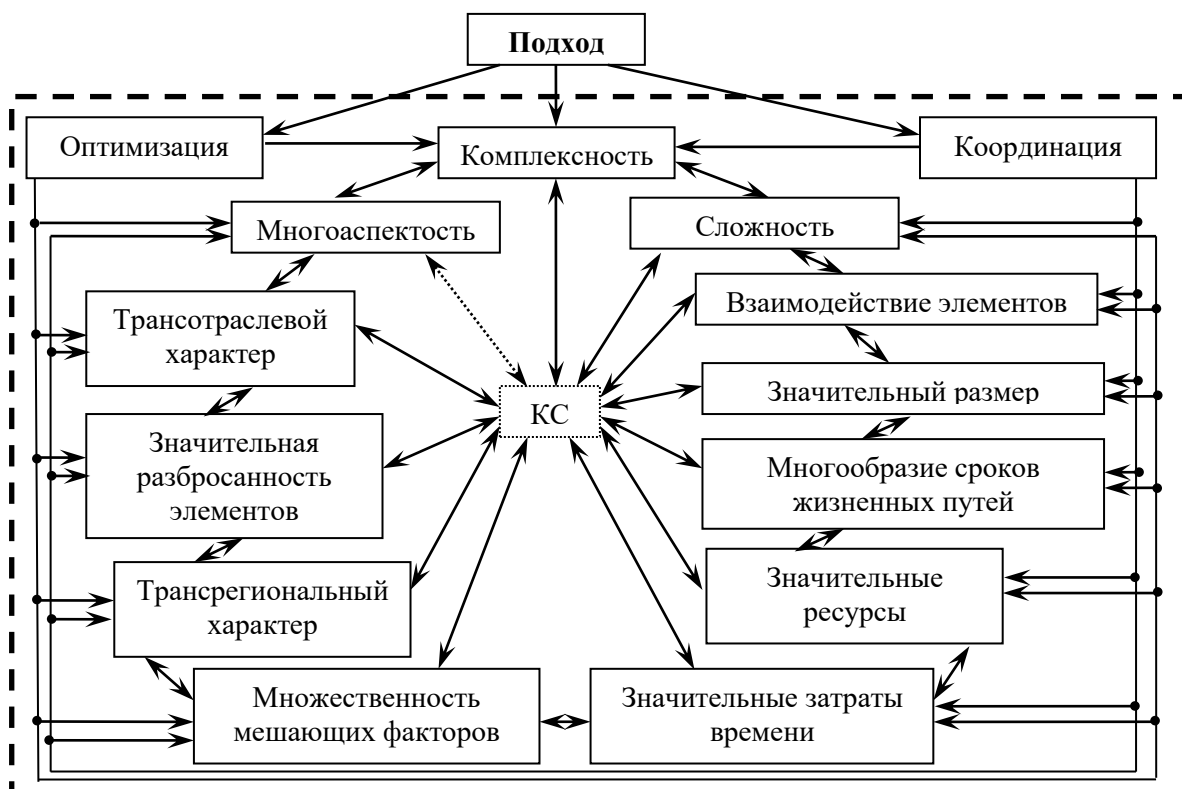 Подход
Оптимизация
Комплексность
Координация
Многоаспектость
Сложность
Трансотраслевой
характер
Взаимодействие элементов
Значительный размер
КС
Значительная
разбросанность
элементов
Многообразие сроков
жизненных путей
Трансрегиональный
характер
Значительные
ресурсы
Множественность
мешающих факторов
Значительные затраты
времени